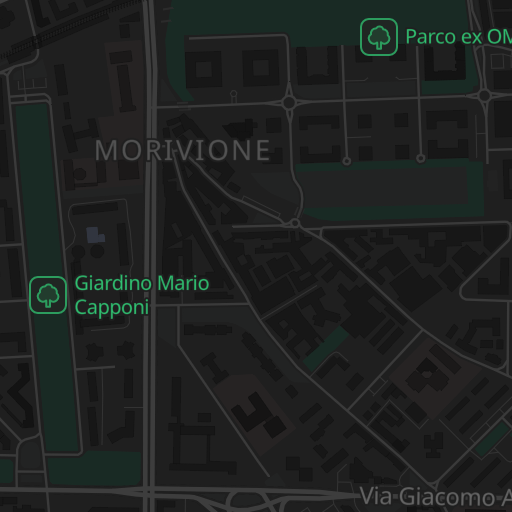 Parco ex OM
MORIVIONE
Giardino Mario
Capponi
Via Giacomo A